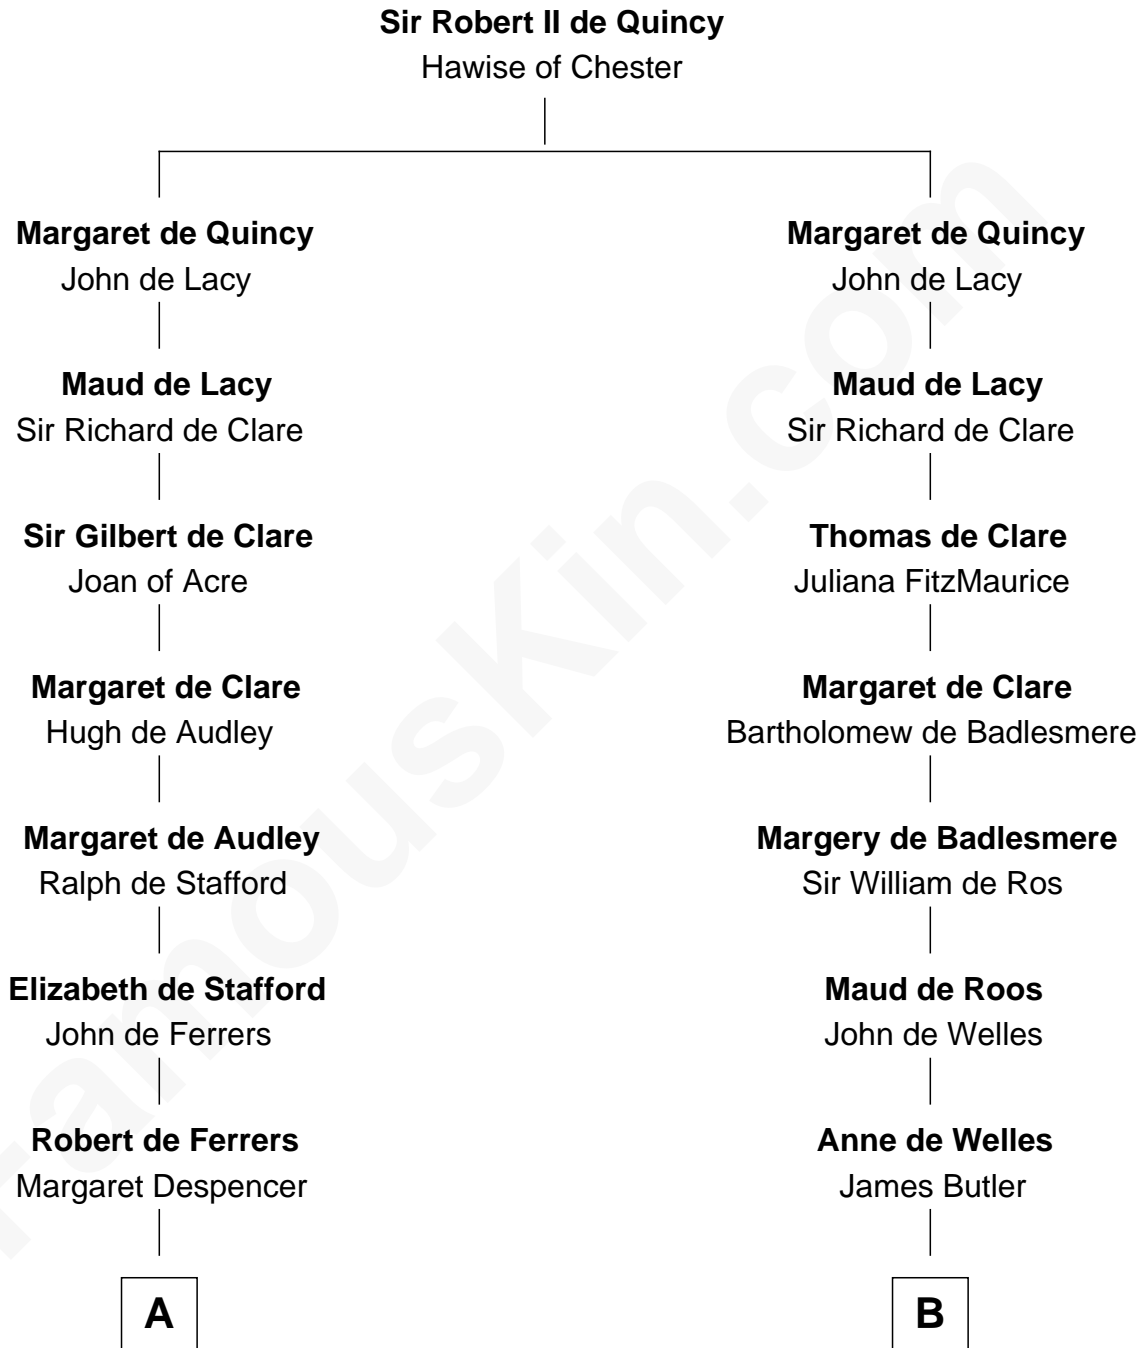 Sir Robert II de Quincy
Hawise of Chester
Margaret de Quincy
John de Lacy
Maud de Lacy
Sir Richard de Clare
Sir Gilbert de Clare
Joan of Acre
Margaret de Clare
Hugh de Audley
Margaret de Audley
Ralph de Stafford
Elizabeth de Stafford
John de Ferrers
Robert de Ferrers
Margaret Despencer
A
Margaret de Quincy
John de Lacy
Maud de Lacy
Sir Richard de Clare
Thomas de Clare
Juliana FitzMaurice
Margaret de Clare
Bartholomew de Badlesmere
Margery de Badlesmere
Sir William de Ros
Maud de Roos
John de Welles
Anne de Welles
James Butler
B
FamousKin.com